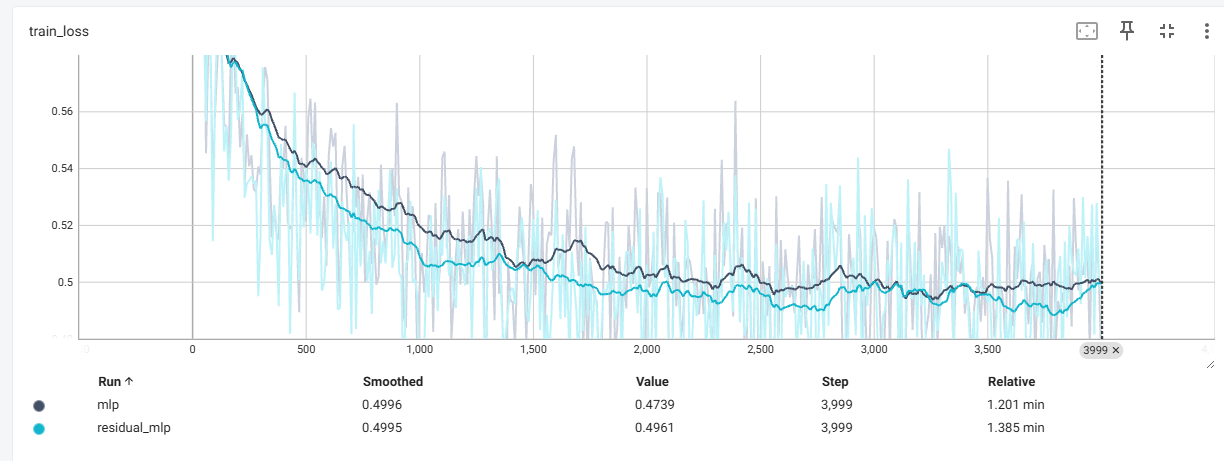 train_loss
0.56
0.54
0.52
0.5
0 500 1,000 1,500 2,000 2,500 3,000 3,500 3999 ×
Run ↑ Smoothed Value Step Relative
mlp 0.4996 0.4739 3,999 1.201 min
residual_mlp 0.4995 0.4961 3,999 1.385 min